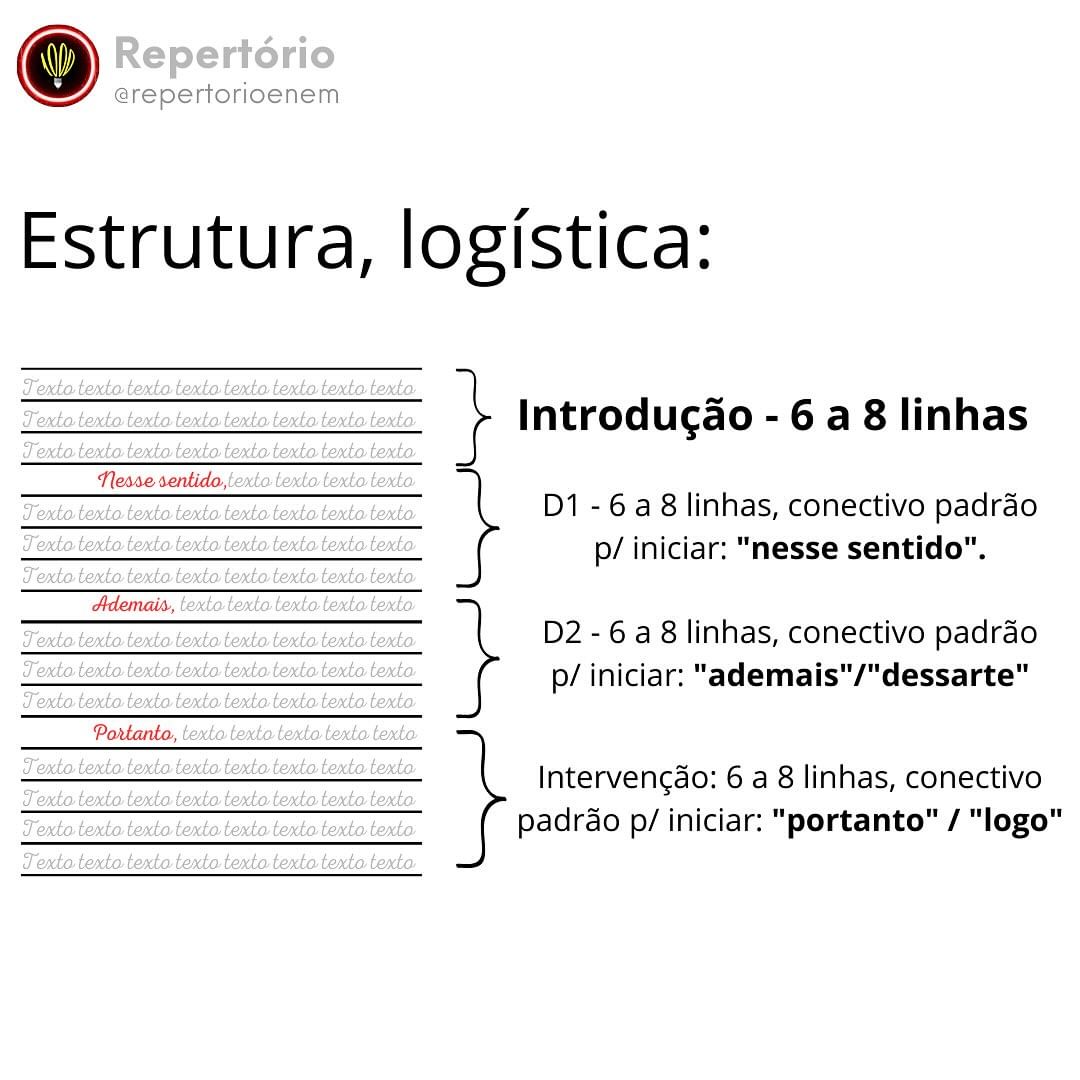 Repertório
@repertorioenem
Estrutura, logística:
Texto texto texto texto texto texto texto texto
Texto texto texto texto texto texto texto texto
Texto texto texto texto texto texto texto texto
Nesse sentido,texto texto texto texto
Texto texto texto texto texto texto texto texto
Texto texto texto texto texto texto texto texto
Texto texto texto texto texto texto texto texto
Ademais, texto texto texto texto texto
Texto texto texto texto texto texto texto texto
Texto texto texto texto texto texto texto texto
Texto texto texto texto texto texto texto texto
Portanto, texto texto texto texto texto
Texto texto texto texto texto texto texto texto
Texto texto texto texto texto texto texto texto
Texto texto texto texto texto texto texto texto
Texto texto texto texto texto texto texto texto
Introdução - 6 a 8 linhas
D1 - 6 a 8 linhas, conectivo padrão
p/ iniciar: "nesse sentido".
D2 - 6 a 8 linhas, conectivo padrão
p/ iniciar: "ademais"/"dessarte"
Intervenção: 6 a 8 linhas, conectivo
padrão p/ iniciar: "portanto" / "logo"